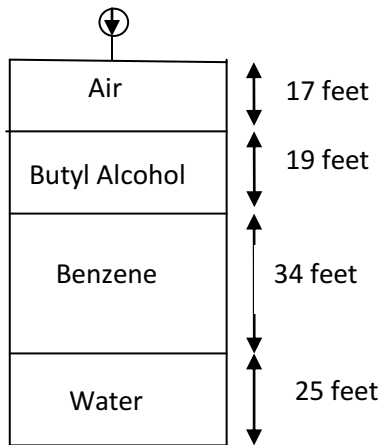 Air
17 feet
Butyl Alcohol
19 feet
Benzene
34 feet
Water
25 feet